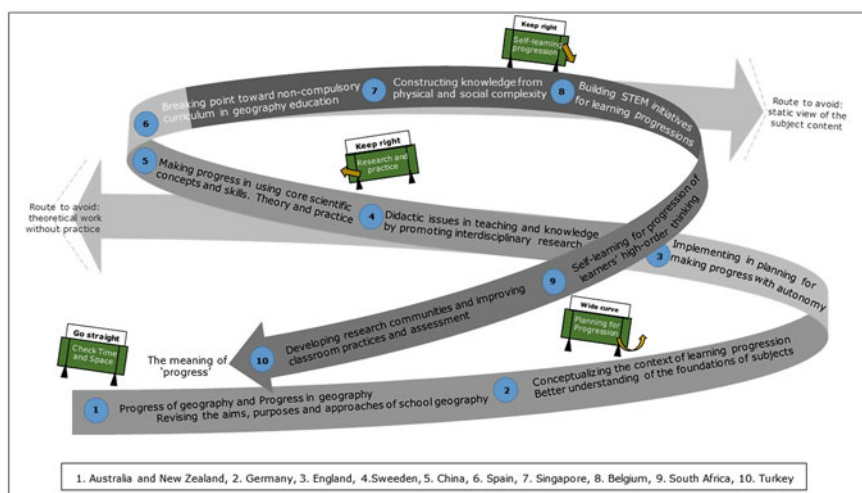 Keep right
Self-learning
progression
7
Constructing knowledge from
physical and social complexity
8
Building STEM initiatives
for learning progressions
6
Breaking point toward non-compulsory
curriculum in geography education
Route to avoid:
static view of the
subject content
Keep right
Research and
practice
5
Making progress in using core scientific
concepts and skills. Theory and practice
Route to avoid:
theoretical work
without practice
4
Didactic issues in teaching and knowledge
by promoting interdisciplinary research
3
Implementing in planning for
making progress with autonomy
9
Self-learning for progression of
learners' high-order thinking
Wide curve
Planning for
Progression
Go straight
Check Time
and Space
The meaning of
'progress'
10
Developing research communities and improving
classroom practices and assessment
2
Conceptualizing the context of learning progression
Better understanding of the foundations of subjects
1
Progress of geography and Progress in geography
Revising the aims, purposes and approaches of school geography
1. Australia and New Zealand, 2. Germany, 3. England, 4.Sweeden, 5. China, 6. Spain, 7. Singapore, 8. Belgium, 9. South Africa, 10. Turkey